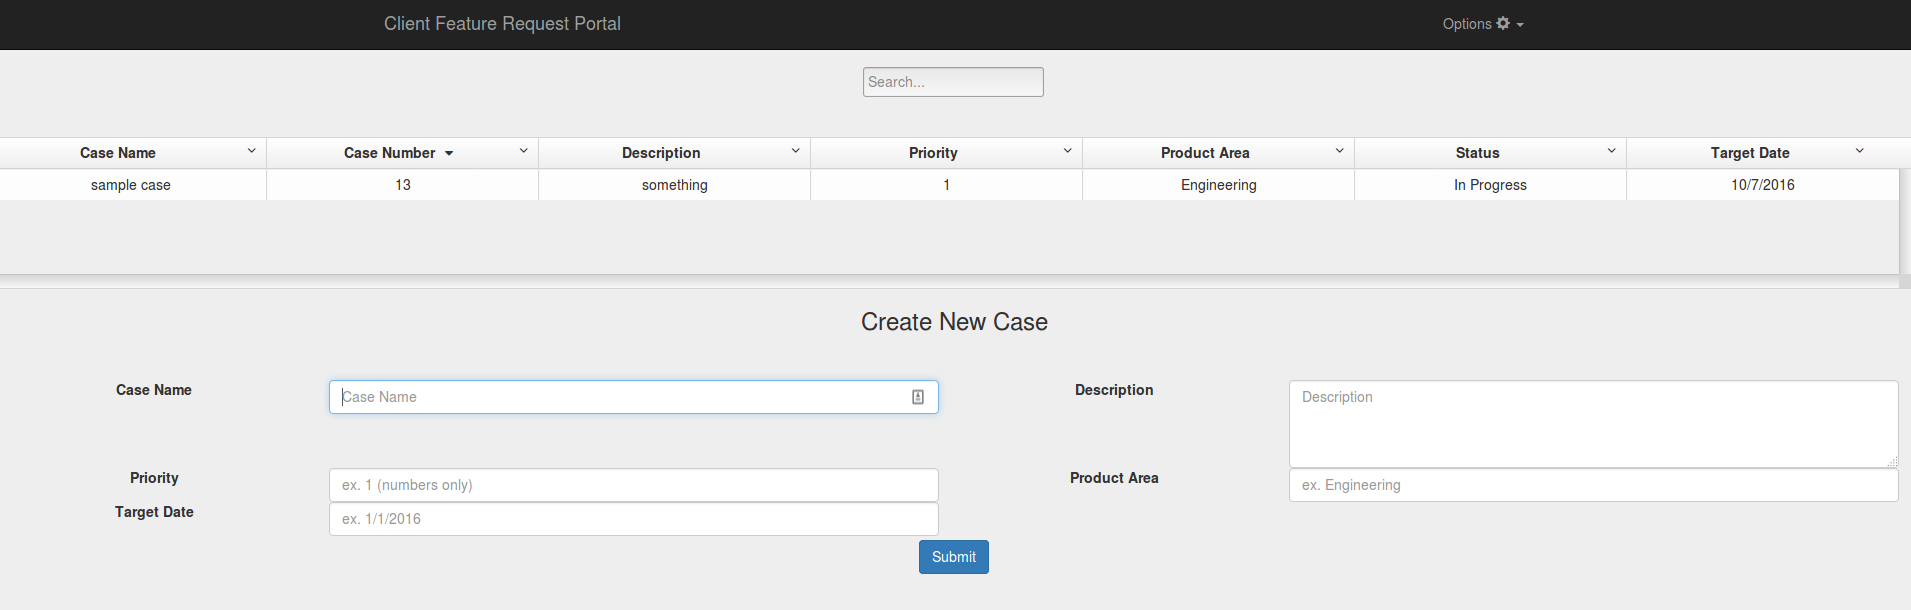 Client Feature Request Portal Options
Search...
Case Name Case Number Description Priority Product Area Status Target Date
sample case 13 something 1 Engineering In Progress 10/7/2016
Create New Case
Case Name Case Name Description Description
Priority ex. 1 (numbers only) Product Area ex. Engineering
Target Date ex. 1/1/2016
Submit